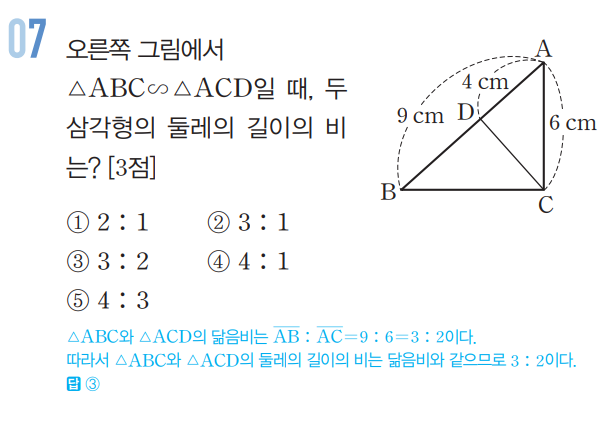 07
오른쪽 그림에서
△ABC∽△ACD일 때, 두
삼각형의 둘레의 길이의 비
는? [3점]
A
4 cm
9 cm
D
6 cm
B
C
① 2 : 1 ② 3 : 1
③ 3 : 2 ④ 4 : 1
⑤ 4 : 3
△ABC와 △ACD의 닮음비는 A͞B : A͞C=9 : 6=3 : 2이다.
따라서 △ABC와 △ACD의 둘레의 길이의 비는 닮음비와 같으므로 3 : 2이다.
답 ③